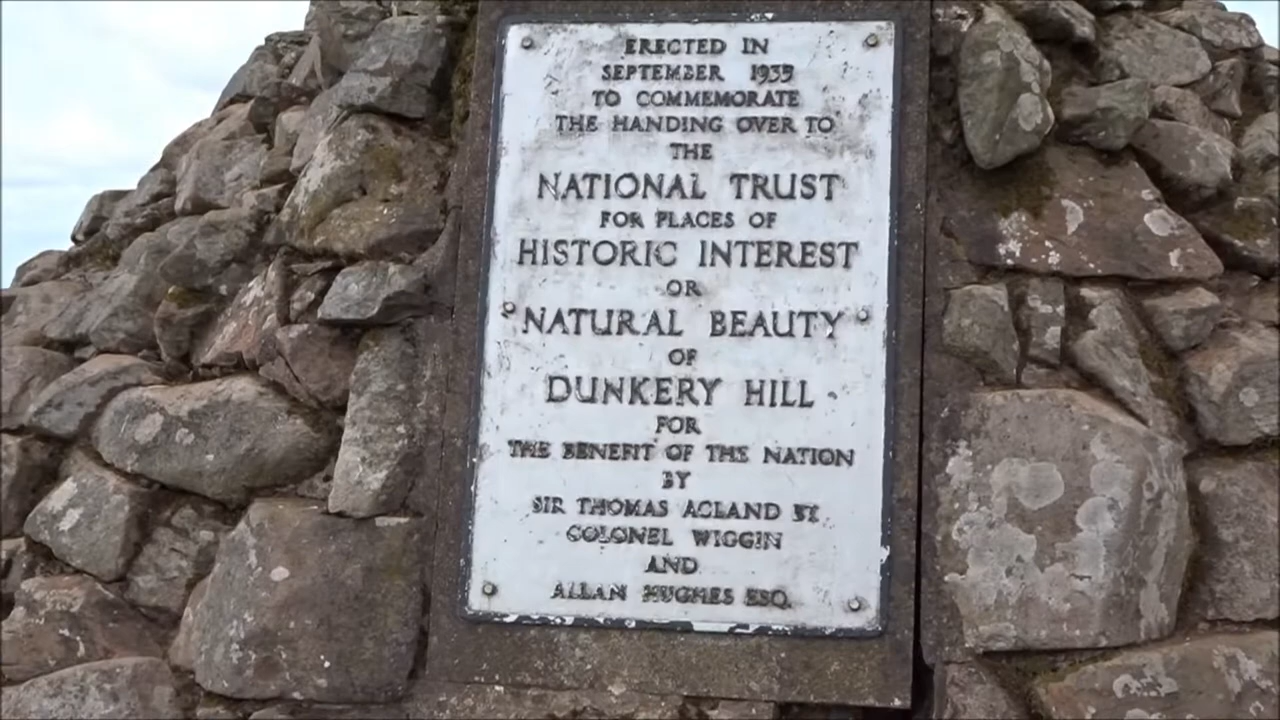 ERECTED IN
SEPTEMBER 1935
TO COMMEMORATE
THE HANDING OVER TO
THE
NATIONAL TRUST
FOR PLACES OF
HISTORIC INTEREST
OR
NATURAL BEAUTY
OF
DUNKERY HILL
FOR
THE BENEFIT OF THE NATION
BY
SIR THOMAS ACLAND BT.
COLONEL WIGGIN
AND
ALLAN HUGHES ESQ.